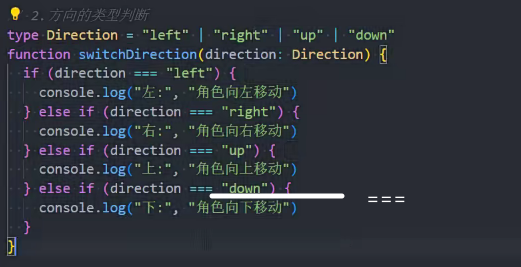 2.方向的类型判断
type Direction = "left" | "right" | "up" | "down"
function switchDirection(direction: Direction) {
  if (direction === "left") {
    console.log("左:", "角色向左移动")
  } else if (direction === "right") {
    console.log("右:", "角色向右移动")
  } else if (direction === "up") {
    console.log("上:", "角色向上移动")
  } else if (direction === "down") {
    console.log("下:", "角色向下移动")
  }
}
===